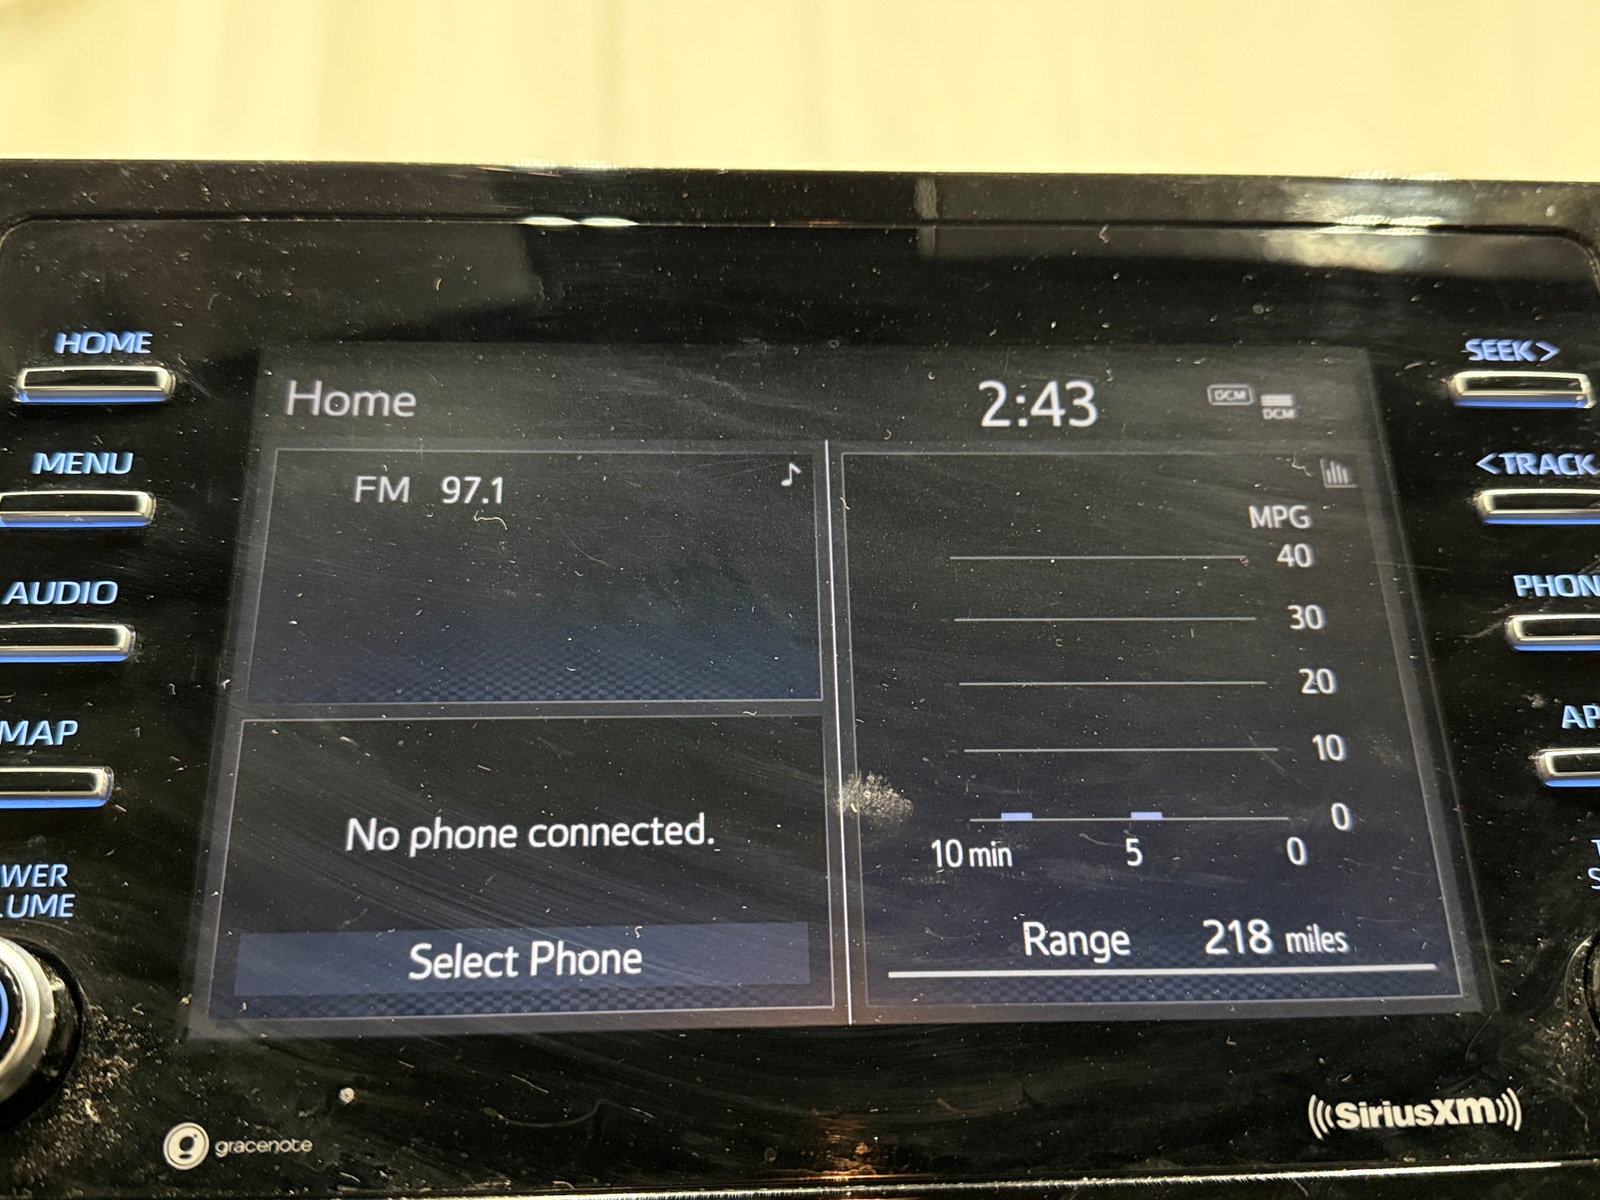 HOME
MENU
AUDIO
MAP
WER
LUME
Home
2:43
DCM
DCM
FM 97.1
No phone connected.
Select Phone
MPG
40
30
20
10
0
10 min 5 0
Range 218 miles
SEEK>
<TRACK
PHON
AP
gracenote
((SiriusXM))